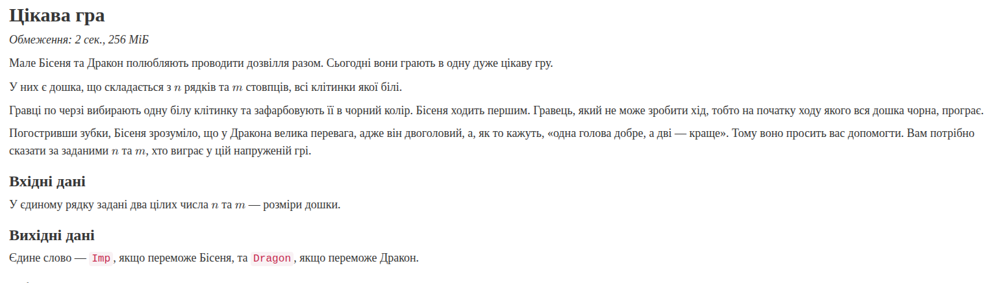 Цікава гра
Обмеження: 2 сек., 256 МіБ
Мале Бісеня та Дракон полюбляють проводити дозвілля разом. Сьогодні вони грають в одну дуже цікаву гру.
У них є дошка, що складається з n рядків та m стовпців, всі клітинки якої білі.
Гравці по черзі вибирають одну білу клітинку та зафарбовують її в чорний колір. Бісеня ходить першим. Гравець, який не може зробити хід, тобто на початку ходу якого вся дошка чорна, програє.
Погостривши зубки, Бісеня зрозуміло, що у Дракона велика перевага, адже він двоголовий, а, як то кажуть, «одна голова добре, а дві — краще». Тому воно просить вас допомогти. Вам потрібно
сказати за заданими n та m, хто виграє у цій напруженій грі.
Вхідні дані
У єдиному рядку задані два цілих числа n та m — розміри дошки.
Вихідні дані
Єдине слово — Imp, якщо переможе Бісеня, та Dragon, якщо переможе Дракон.